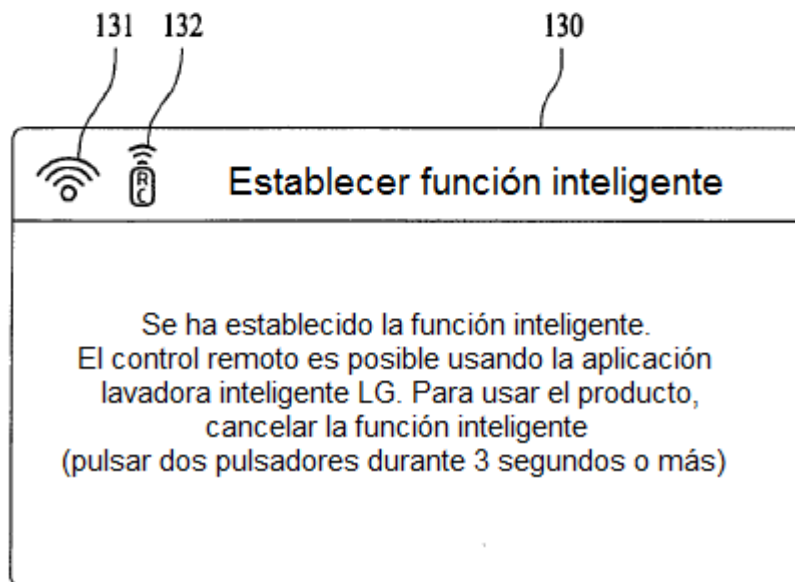 131 132 130
R
C
Establecer función inteligente
Se ha establecido la función inteligente.
El control remoto es posible usando la aplicación
lavadora inteligente LG. Para usar el producto,
cancelar la función inteligente
(pulsar dos pulsadores durante 3 segundos o más)